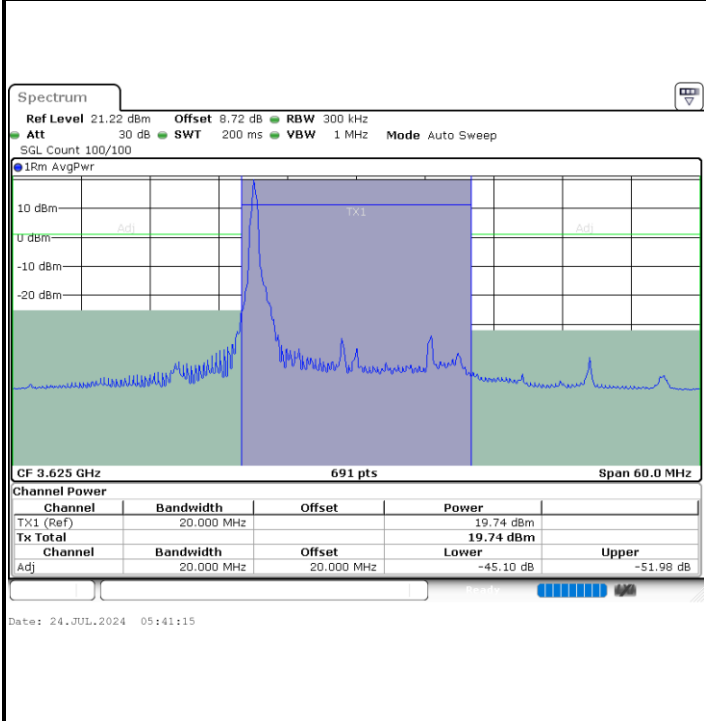 Spectrum
Ref Level 21.22 dBm Offset 8.72 dB RBW 300 kHz
Att 30 dB SWT 200 ms VBW 1 MHz Mode Auto Sweep
SGL Count 100/100
1Rm AvgPwr
10 dBm
TX1
Adj Adj
0 dBm
-10 dBm
-20 dBm
CF 3.625 GHz 691 pts Span 60.0 MHz
Channel Power
Channel Bandwidth Offset Power
TX1 (Ref) 20.000 MHz 19.74 dBm
Tx Total 19.74 dBm
Channel Bandwidth Offset Lower Upper
Adj 20.000 MHz 20.000 MHz -45.10 dB -51.98 dB
Ready
Date: 24.JUL.2024 05:41:15